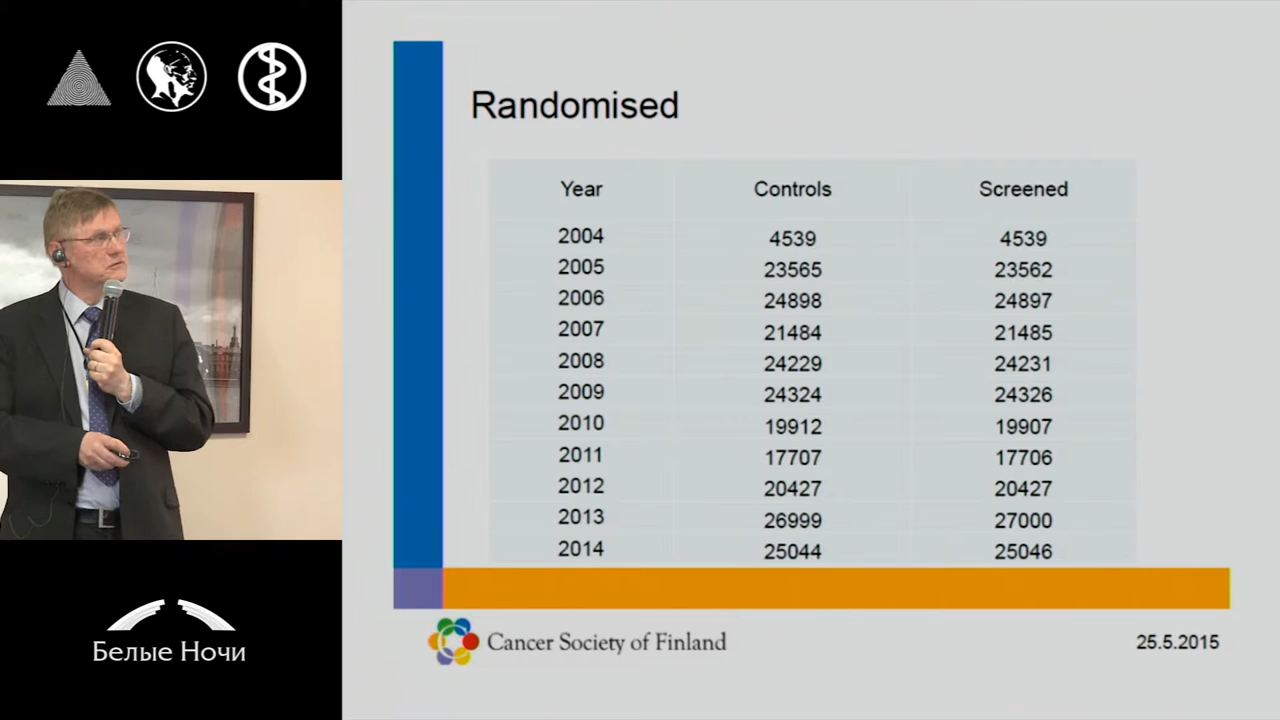 Randomised
Year Controls Screened
2004 4539 4539
2005 23565 23562
2006 24898 24897
2007 21484 21485
2008 24229 24231
2009 24324 24326
2010 19912 19907
2011 17707 17706
2012 20427 20427
2013 26999 27000
2014 25044 25046
Cancer Society of Finland 25.5.2015
Белые Ночи